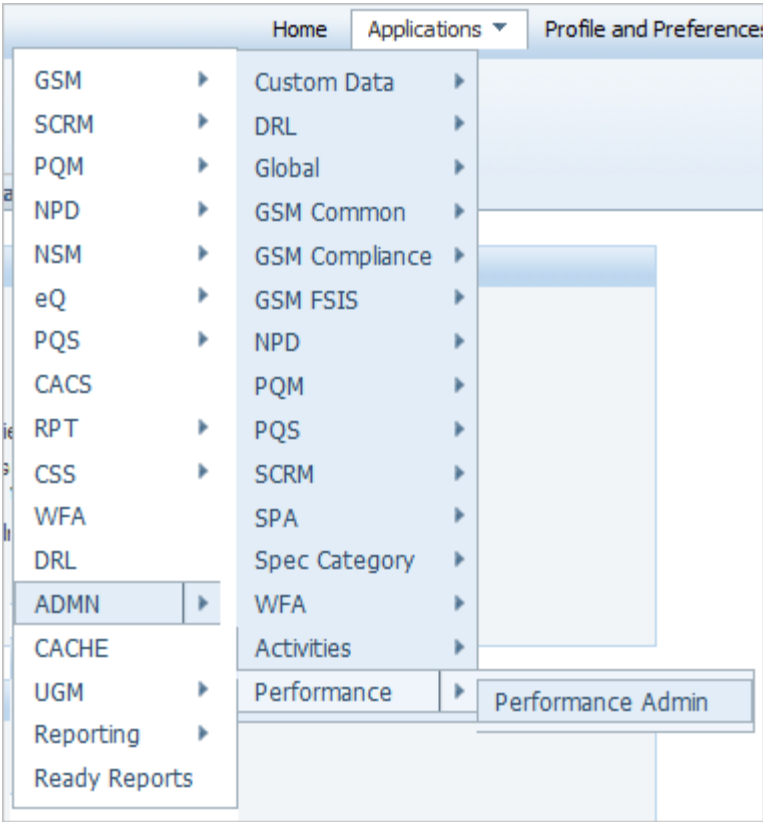 Home Applications Profile and Preferences
GSM
SCRM
PQM
NPD
NSM
eQ
PQS
CACS
RPT
CSS
WFA
DRL
ADMN
CACHE
UGM
Reporting
Ready Reports
Custom Data
DRL
Global
GSM Common
GSM Compliance
GSM FSIS
NPD
PQM
PQS
SCRM
SPA
Spec Category
WFA
Activities
Performance
Performance Admin